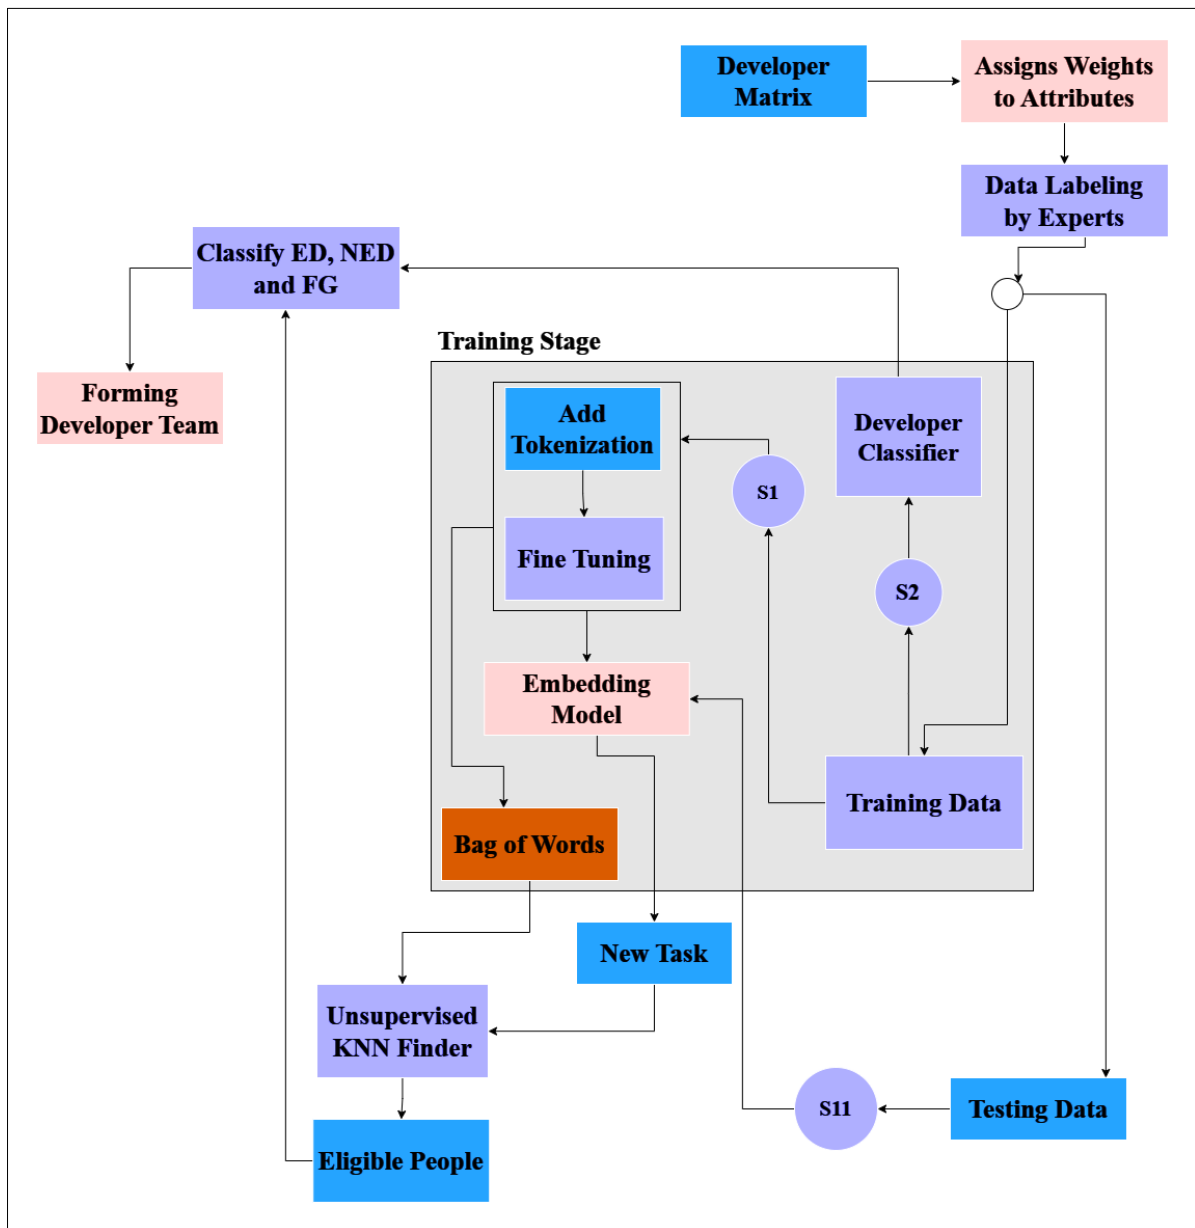 Developer
Matrix
Assigns Weights
to Attributes
Data Labeling
by Experts
Classify ED, NED
and FG
Training Stage
Forming
Developer Team
Add
Tokenization
Developer
Classifier
S1
Fine Tuning
S2
Embedding
Model
Training Data
Bag of Words
New Task
Unsupervised
KNN Finder
S11
Testing Data
Eligible People